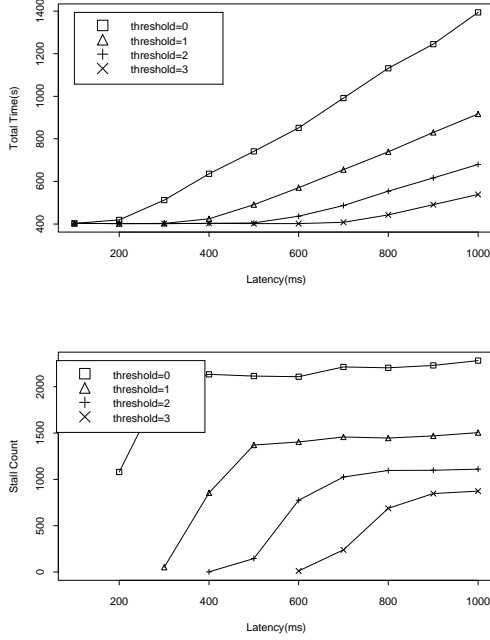 1400
1200
1000
800
600
400
Total Time(s)
threshold=0
threshold=1
threshold=2
threshold=3
200 400 600 800 1000
Latency(ms)
2000
1500
1000
500
0
Stall Count
threshold=0
threshold=1
threshold=2
threshold=3
200 400 600 800 1000
Latency(ms)